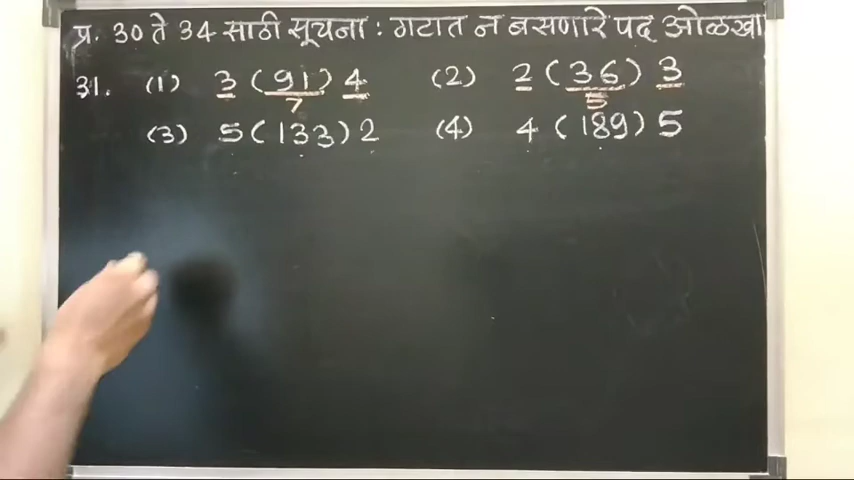 प्र. 30 ते 34 साठी सूचना : गटात न बसणारे पद ओळखा
31. (1) 3 (91) 4 (2) 2 (36) 3
7 5
(3) 5 (133) 2 (4) 4 (189) 5